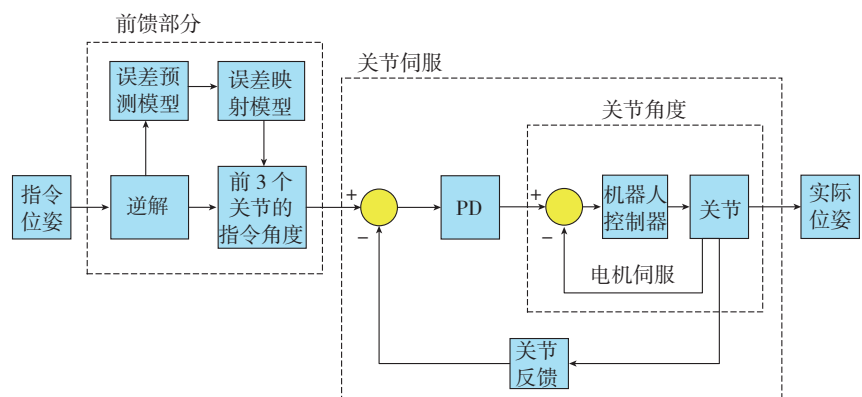 前馈部分
误差预
测模型
误差映
射模型
指令
位姿
逆解
前 3 个
关节的
指令角度
关节伺服
+
−
PD
关节角度
+
−
机器人
控制器
关节
电机伺服
关节
反馈
实际
位姿